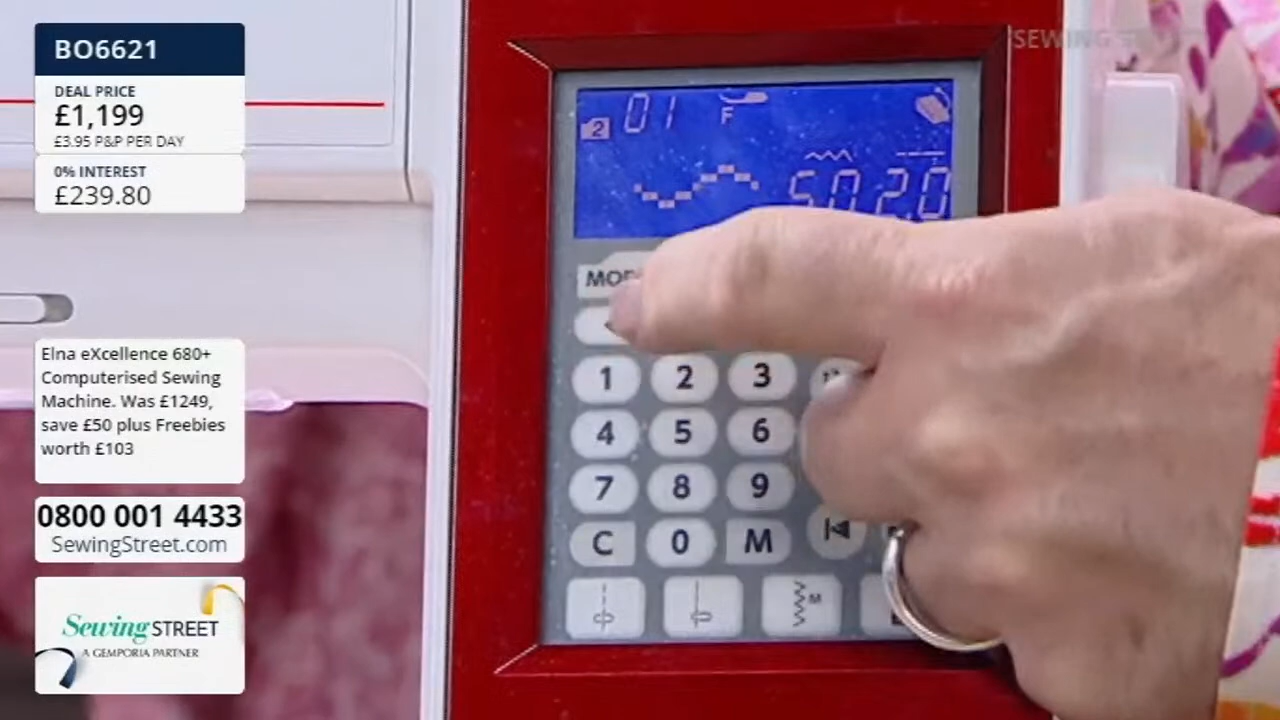 BO6621
DEAL PRICE
£1,199
£3.95 P&P PER DAY
0% INTEREST
£239.80
Elna eXcellence 680+
Computerised Sewing
Machine. Was £1249,
save £50 plus Freebies
worth £103
0800 001 4433
SewingStreet.com
Sewing STREET
A GEMPORIA PARTNER
SEWING
2 01 F
5.0 2.0
1 2 3
4 5 6
7 8 9
C 0 M
M